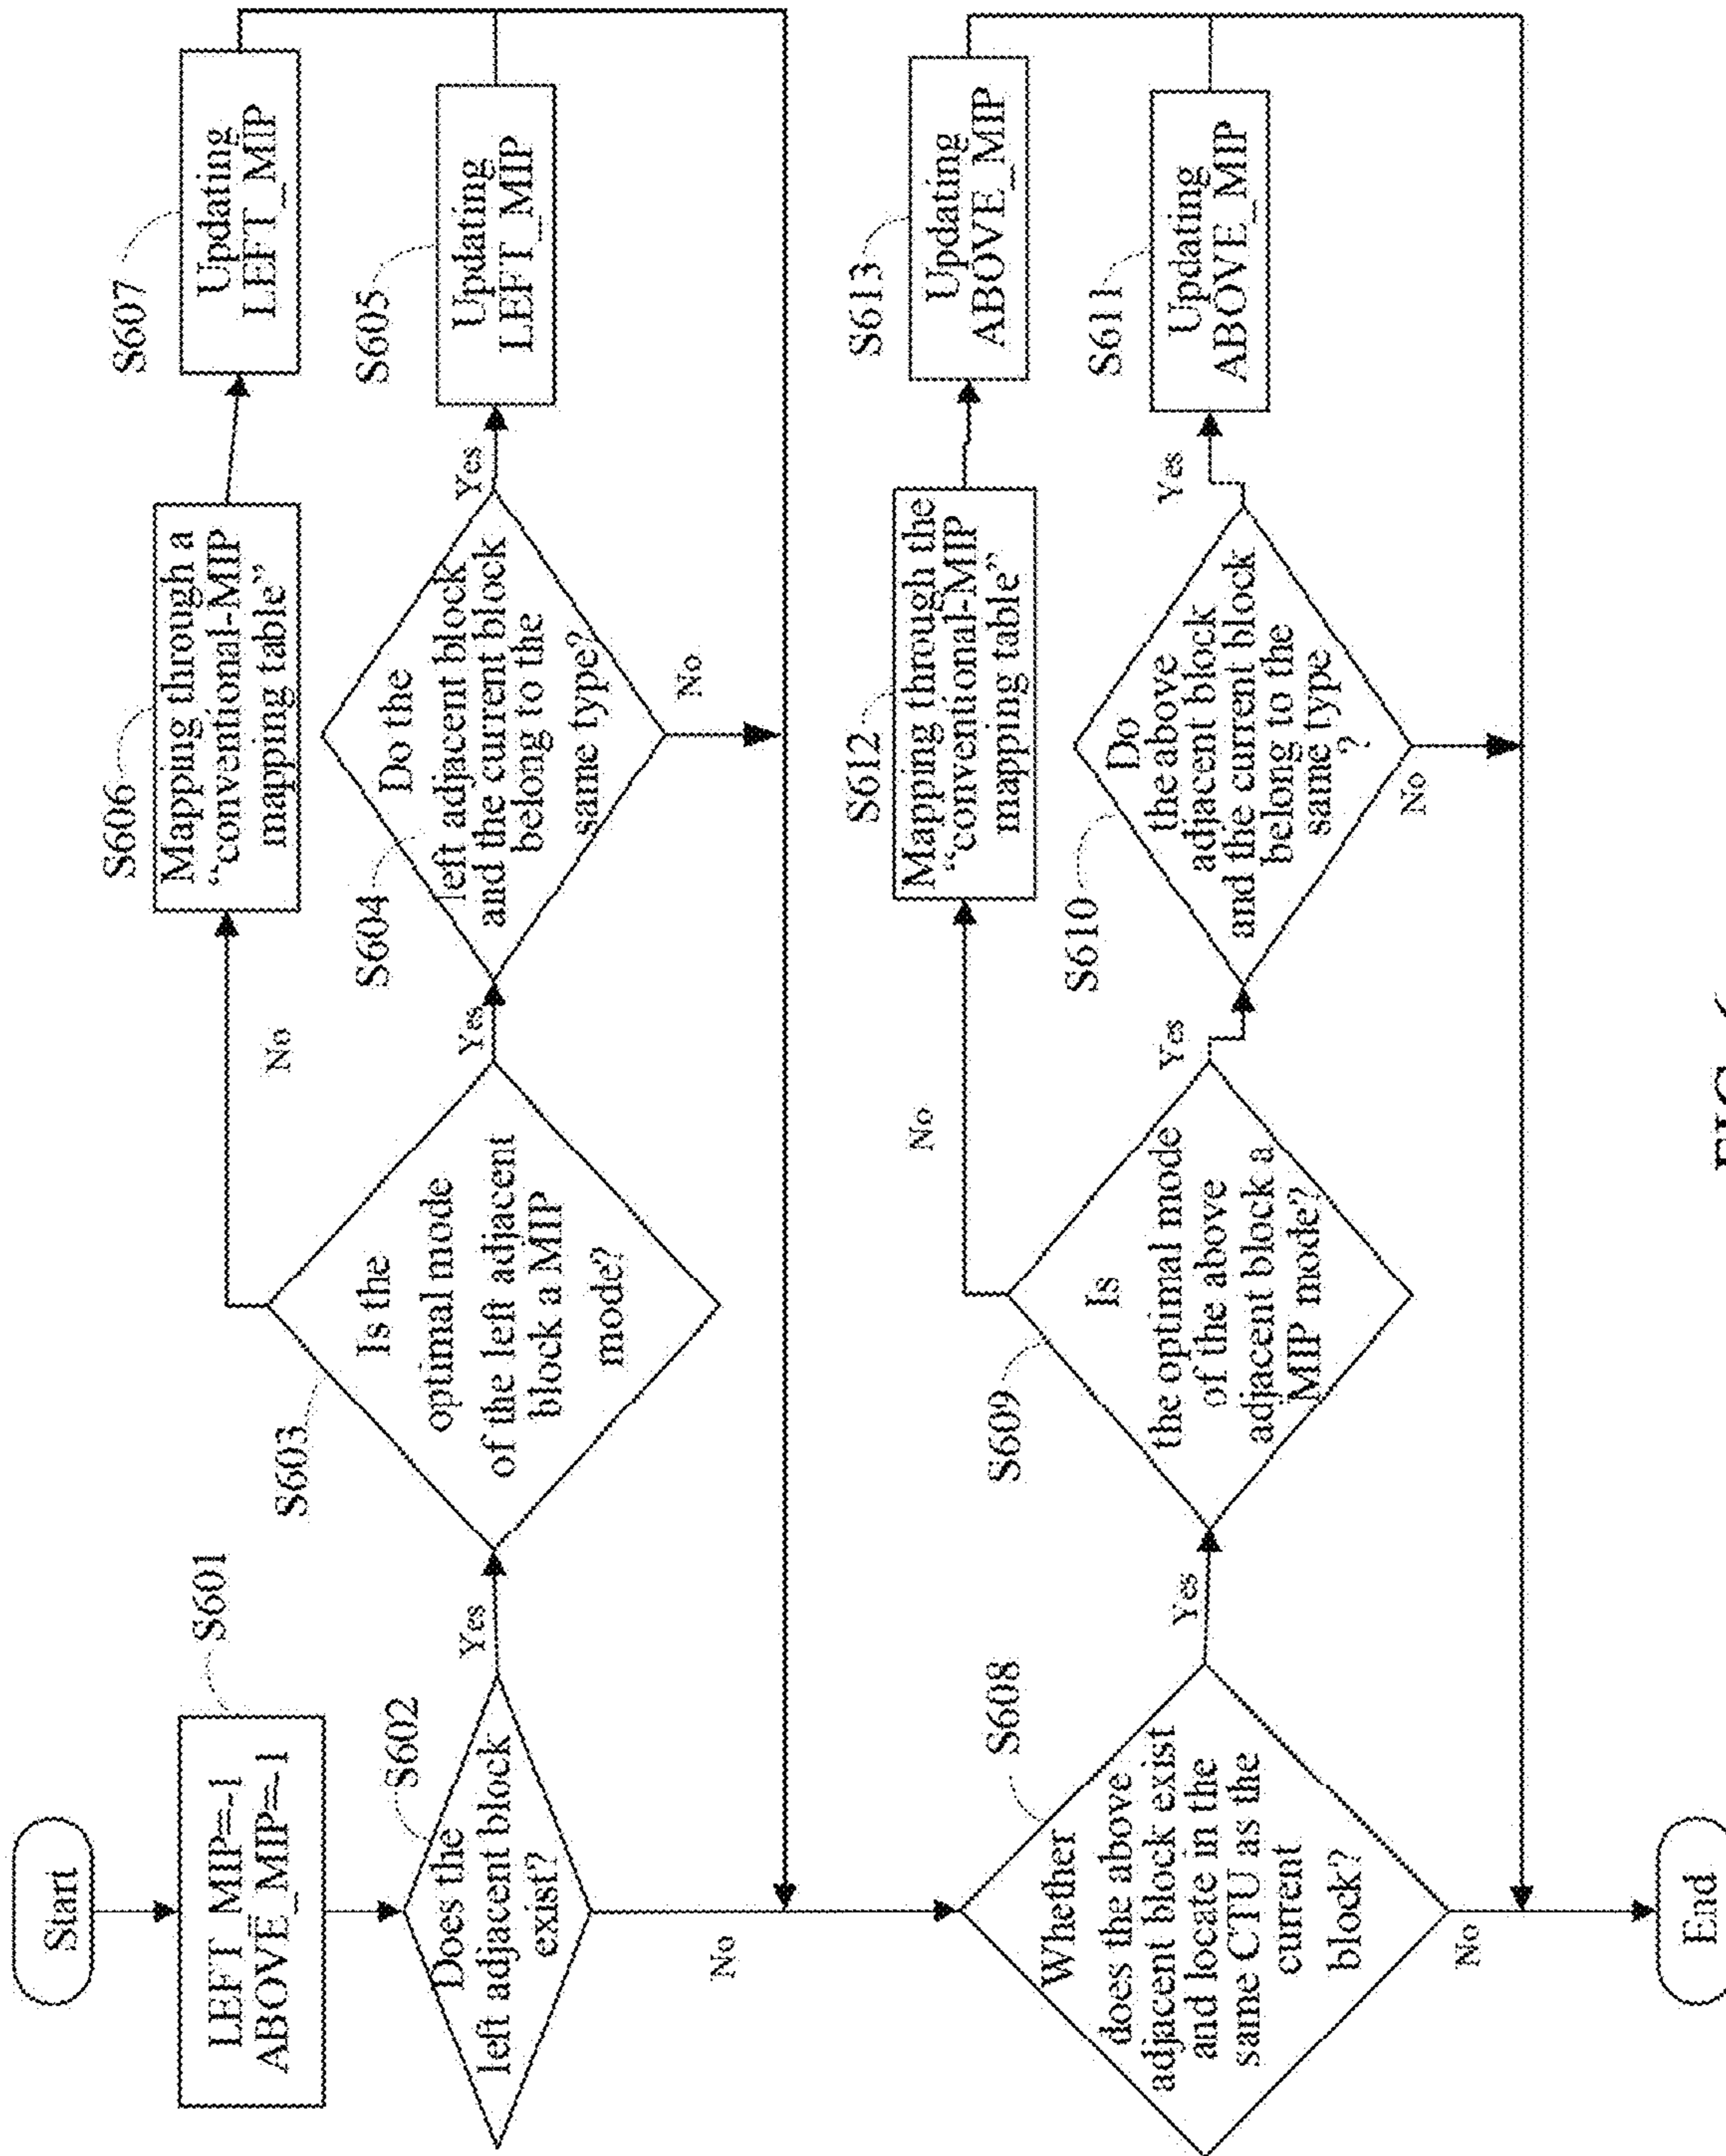 Start
S601
LEFT_MIP=-1
ABOVE_MIP=-1
S602
Does the
left adjacent block
exist?
Yes
No
S603
Is the
optimal mode
of the left adjacent
block a MIP
mode?
No
Yes
S604
Do the
left adjacent block
and the current block
belong to the
same type?
Yes
No
S605
Updating
LEFT_MIP
S606
Mapping through a
“conventional-MIP
mapping table”
S607
Updating
LEFT_MIP
S608
Whether
does the above
adjacent block exist
and locate in the
same CTU as the
current
block?
Yes
No
S609
Is
the optimal mode
of the above
adjacent block a
MIP mode?
No
Yes
S610
Do
the above
adjacent block
and the current block
belong to the
same type
?
Yes
No
S611
Updating
ABOVE_MIP
S612
Mapping through the
“conventional-MIP
mapping table”
S613
Updating
ABOVE_MIP
End